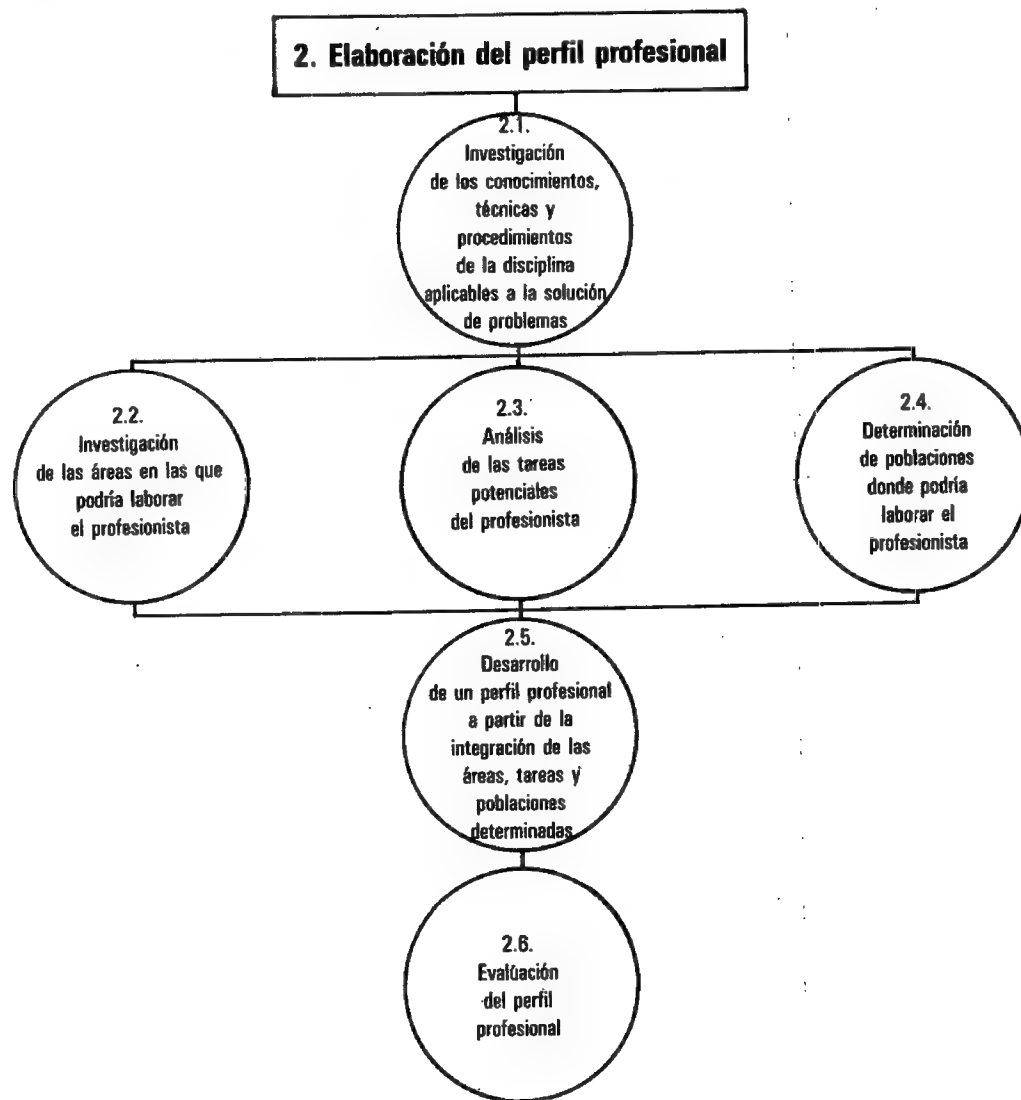 2. Elaboración del perfil profesional
2.1.
Investigación
de los conocimientos,
técnicas y
procedimientos
de la disciplina
aplicables a la solución
de problemas
2.2.
Investigación
de las áreas en las que
podría laborar
el profesionista
2.3.
Análisis
de las tareas
potenciales
del profesionista
2.4.
Determinación
de poblaciones
donde podría
laborar el
profesionista
2.5.
Desarrollo
de un perfil profesional
a partir de la
integración de las
áreas, tareas y
poblaciones
determinadas
2.6.
Evaluación
del perfil
profesional